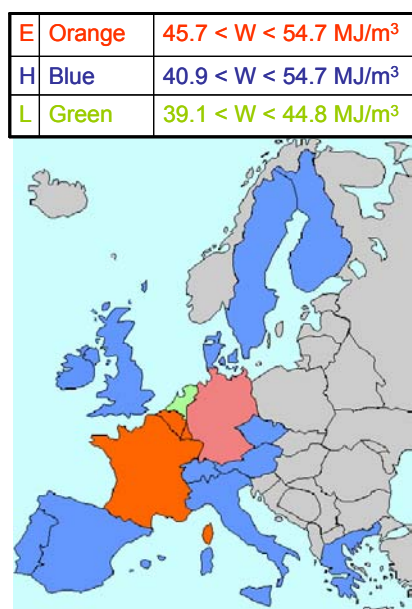 E Orange 45.7 < W < 54.7 MJ/m³
H Blue 40.9 < W < 54.7 MJ/m³
L Green 39.1 < W < 44.8 MJ/m³